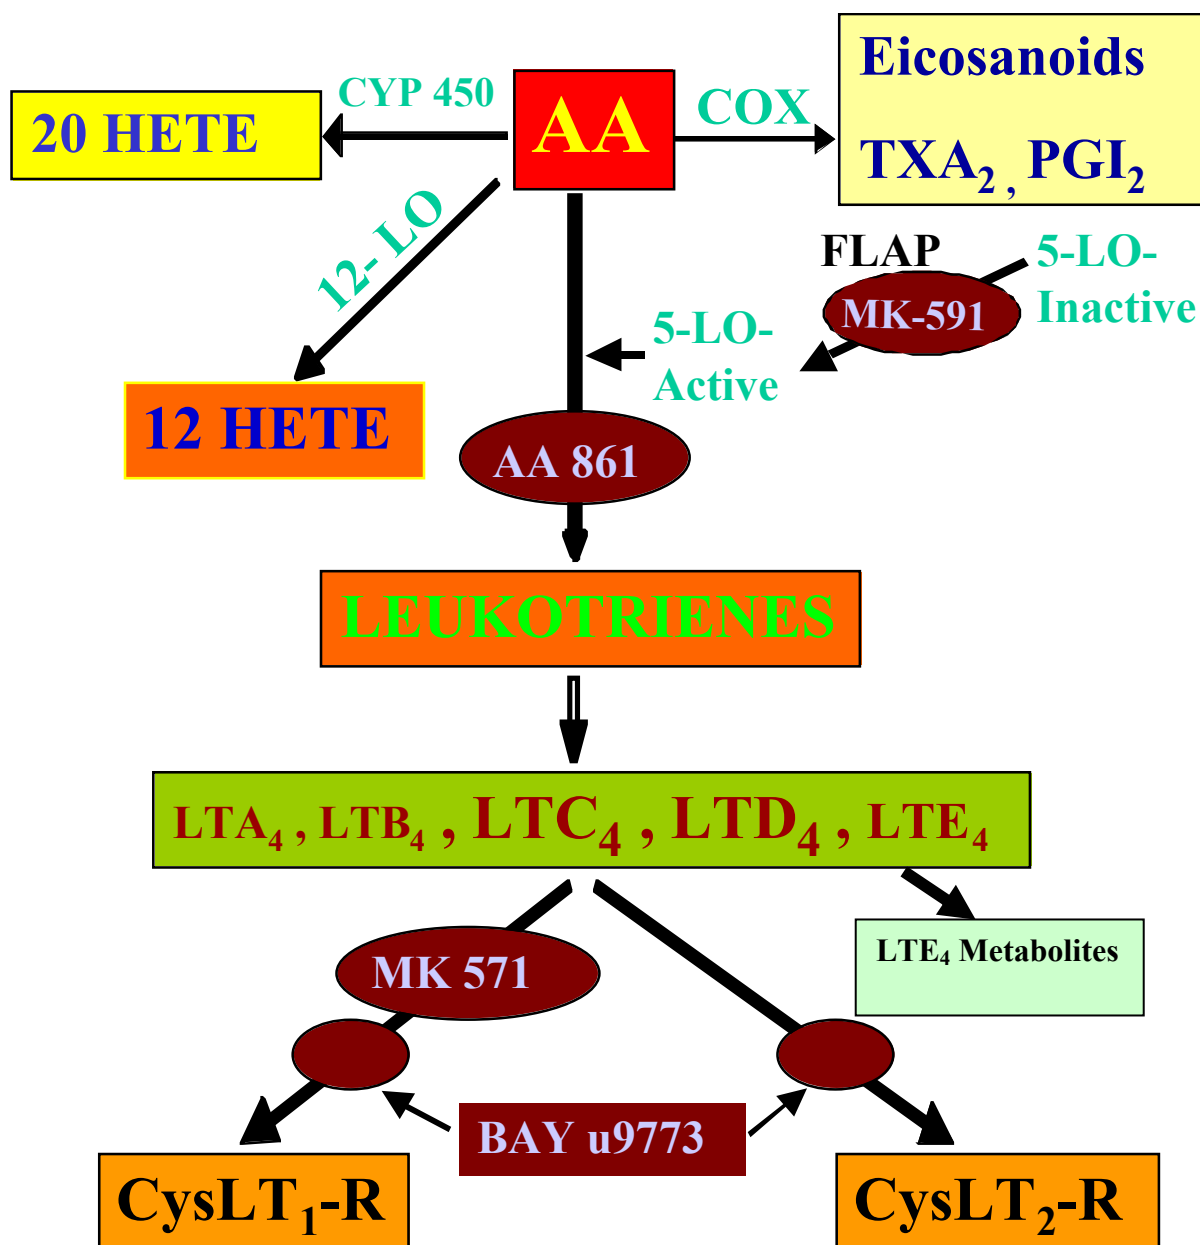 Eicosanoids
CYP 450
AA
COX
20 HETE
TXA₂ , PGI₂
12- LO
FLAP
5-LO-
Inactive
MK-591
5-LO-
Active
12 HETE
AA 861
LEUKOTRIENES
LTA₄ , LTB₄ , LTC₄ , LTD₄ , LTE₄
LTE₄ Metabolites
MK 571
BAY u9773
CysLT₁-R
CysLT₂-R